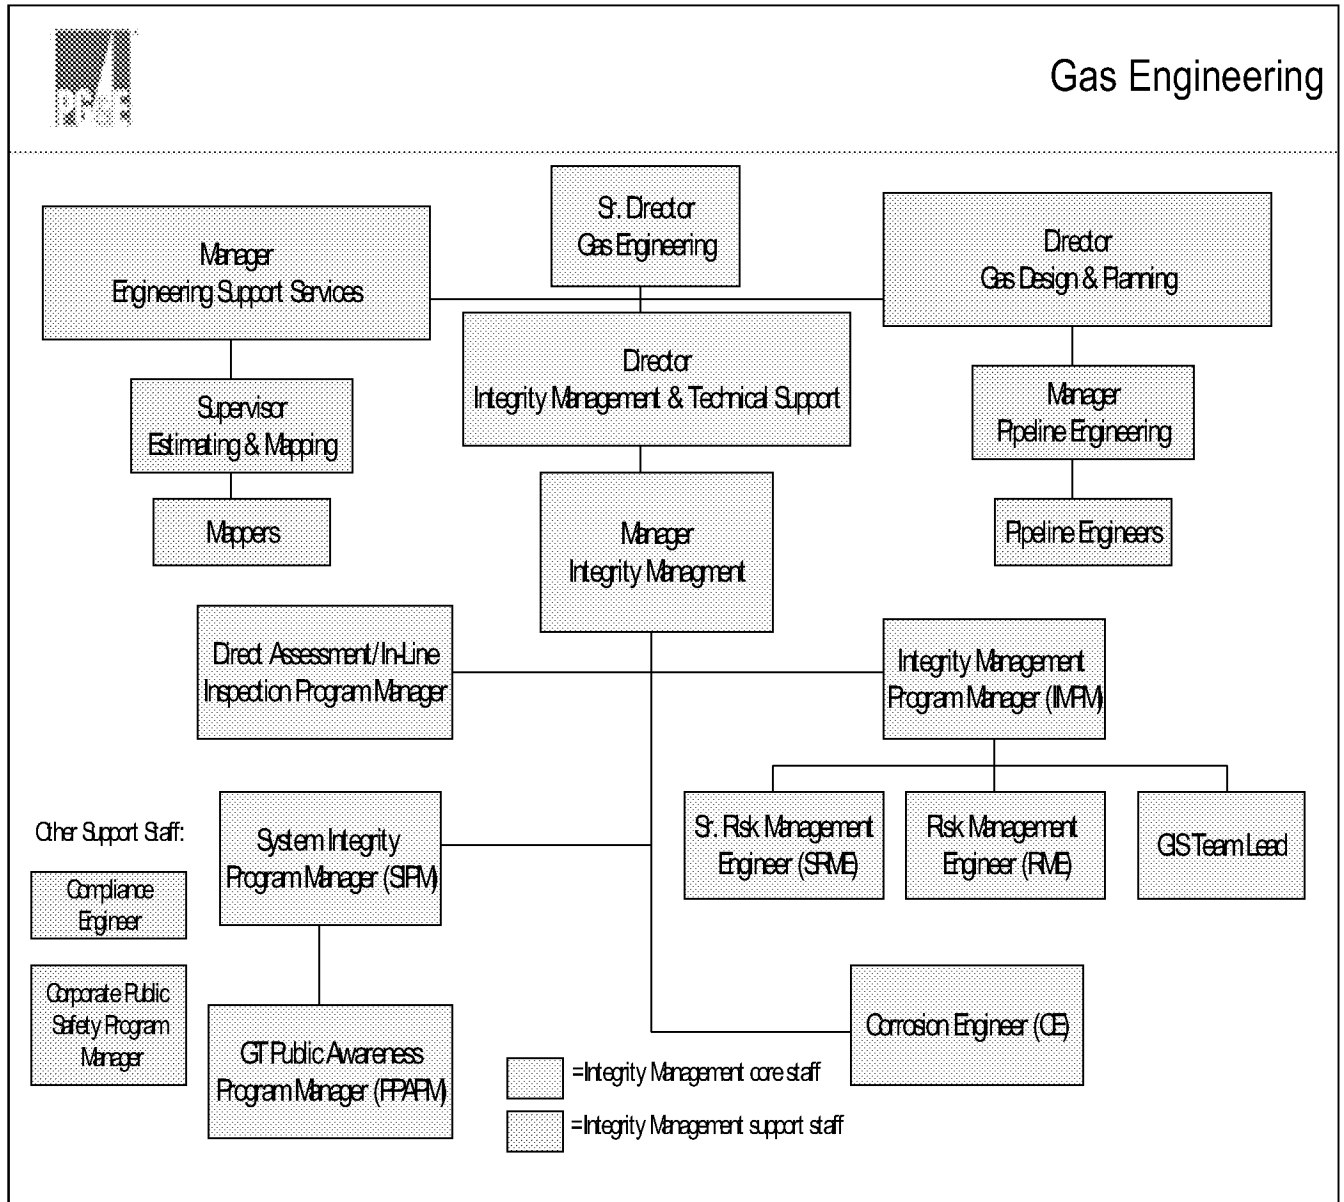 PG&E
Gas Engineering
Sr. Director
Gas Engineering
Manager
Engineering Support Services
Director
Gas Design & Planning
Director
Integrity Management & Technical Support
Supervisor
Estimating & Mapping
Manager
Pipeline Engineering
Mappers
Pipeline Engineers
Manager
Integrity Managment
Direct Assessment/In-Line
Inspection Program Manager
Integrity Management
Program Manager (IMPM)
System Integrity
Program Manager (SIPM)
Sr. Risk Management
Engineer (SRME)
Risk Management
Engineer (RME)
GIS Team Lead
Other Support Staff:
Compliance
Engineer
Corporate Public
Safety Program
Manager
GT Public Awareness
Program Manager (PPAPM)
Corrosion Engineer (CE)
=Integrity Management core staff
=Integrity Management support staff